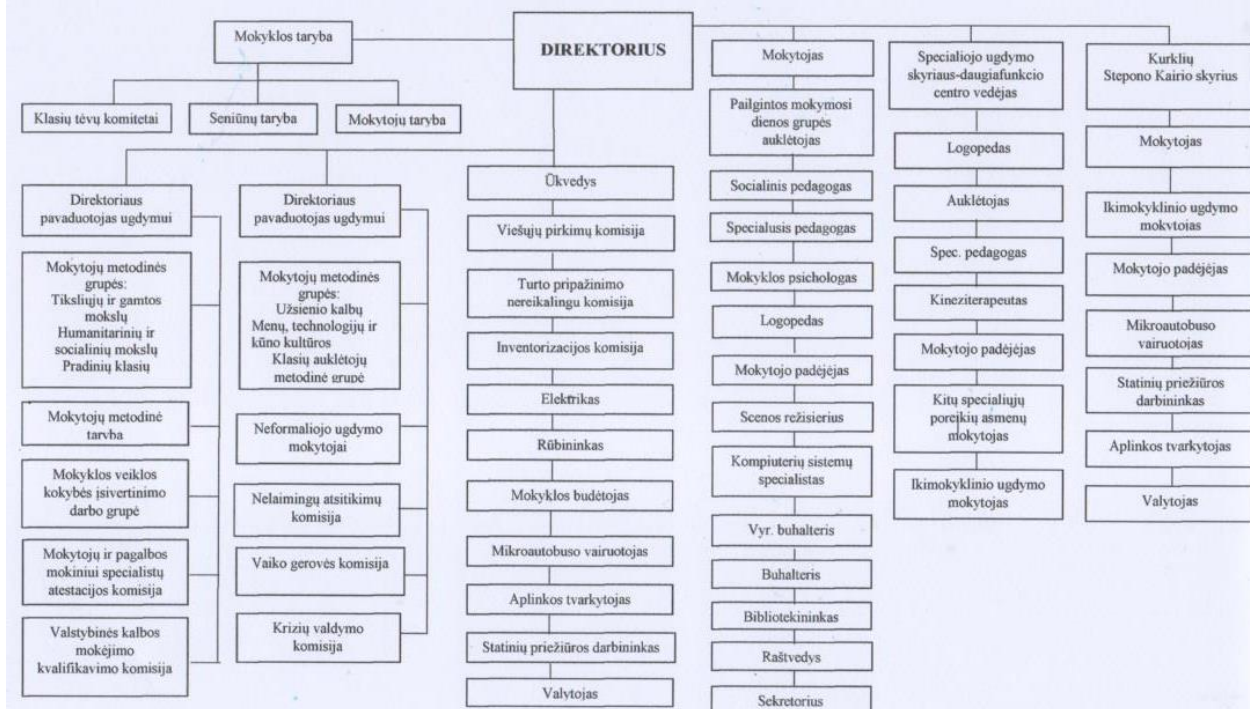 Mokyklos taryba
DIREKTORIUS
Klasių tėvų komitetai
Seniūnų taryba
Mokytojų taryba
Direktoriaus
pavaduotojas ugdymui
Mokytojų metodinės
grupės:
Tiksliųjų ir gamtos
mokslų
Humanitarinių ir
socialinių mokslų
Pradinių klasių
Mokytojų metodinė
taryba
Mokyklos veiklos
kokybės įsivertinimo
darbo grupė
Mokytojų ir pagalbos
mokiniui specialistų
atestacijos komisija
Valstybinės kalbos
mokėjimo
kvalifikavimo komisija
Direktoriaus
pavaduotojas ugdymui
Mokytojų metodinės
grupės:
Užsienio kalbų
Menų, technologijų ir
kūno kultūros
Klasių auklėtojų
metodinė grupė
Neformaliojo ugdymo
mokytojai
Nelaimingų atsitikimų
komisija
Vaiko gerovės komisija
Krizių valdymo
komisija
Ūkvedys
Viešųjų pirkimų komisija
Turto pripažinimo
nereikalingu komisija
Inventorizacijos komisija
Elektrikas
Rūbininkas
Mokyklos budėtojas
Mikroautobuso vairuotojas
Aplinkos tvarkytojas
Statinių priežiūros darbininkas
Valytojas
Mokytojas
Pailgintos mokymosi
dienos grupės
auklėtojas
Socialinis pedagogas
Specialusis pedagogas
Mokyklos psichologas
Logopedas
Mokytojo padėjėjas
Scenos režisierius
Kompiuterių sistemų
specialistas
Vyr. buhalteris
Buhalteris
Bibliotekininkas
Raštvedys
Sekretorius
Specialiojo ugdymo
skyriaus-daugiafunkcio
centro vedėjas
Logopedas
Auklėtojas
Spec. pedagogas
Kineziterapeutas
Mokytojo padėjėjas
Kitų specialiųjų
poreikių asmenų
mokytojas
Ikimokyklinio ugdymo
mokytojas
Kurklių
Stepono Kairio skyrius
Mokytojas
Ikimokyklinio ugdymo
mokytojas
Mokytojo padėjėjas
Mikroautobuso
vairuotojas
Statinių priežiūros
darbininkas
Aplinkos tvarkytojas
Valytojas